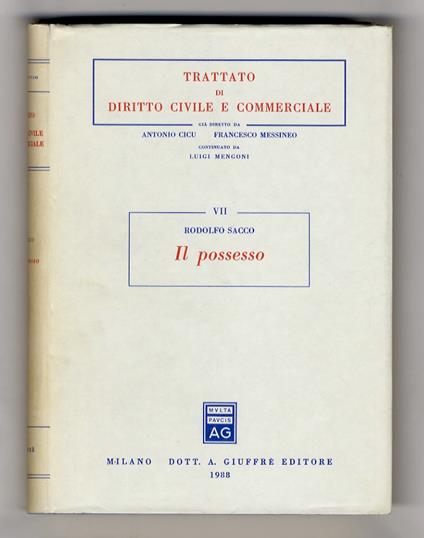 TRATTATO
DI
DIRITTO CIVILE E COMMERCIALE
GIÀ DIRETTO DA
ANTONIO CICU FRANCESCO MESSINEO
CONTINUATO DA
LUIGI MENGONI
VII
RODOLFO SACCO
Il possesso
MVLTA
PAVCIS
AG
MILANO DOTT. A. GIUFFRÈ EDITORE
1988